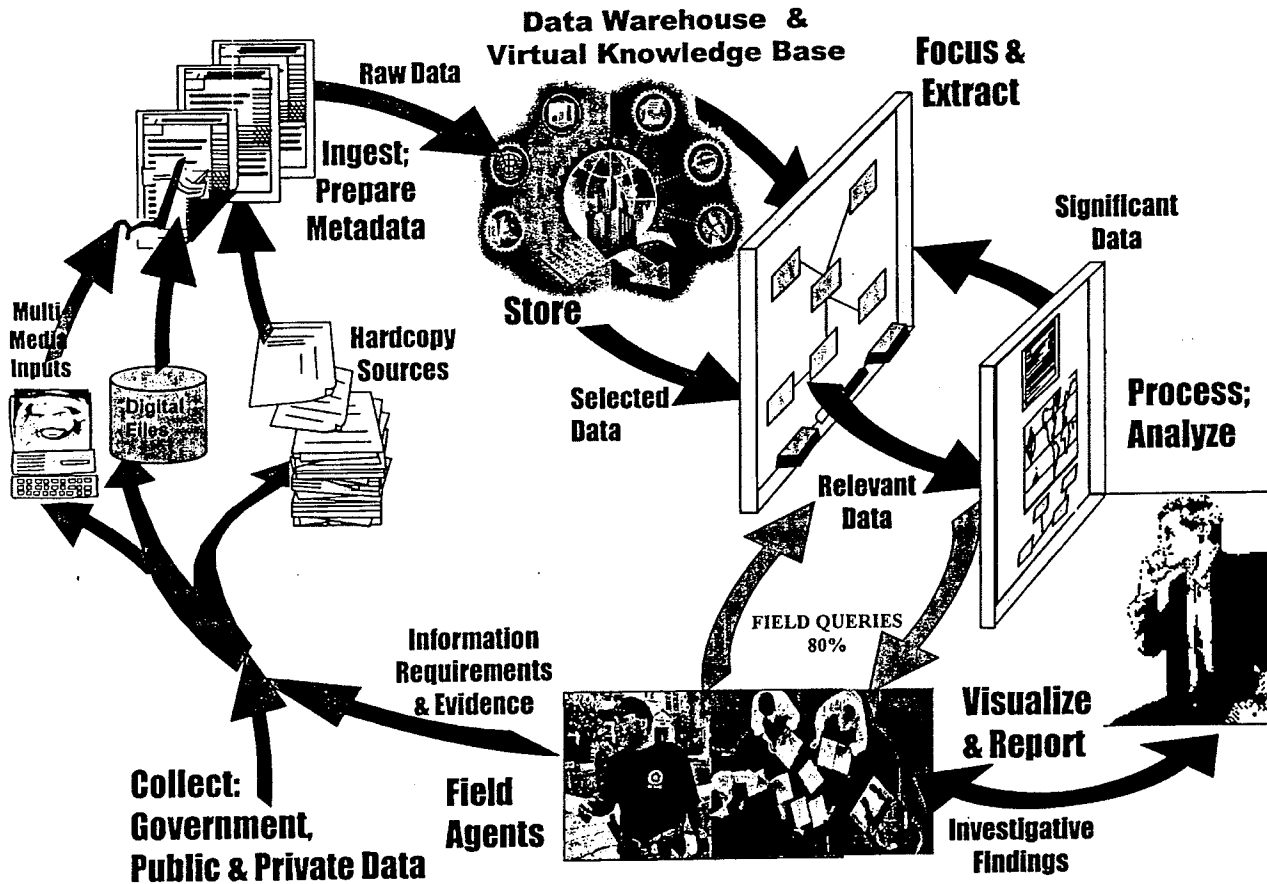 Data Warehouse &
Virtual Knowledge Base
Focus &
Extract
Raw Data
Ingest;
Prepare
Metadata
Significant
Data
Multi
Media
Inputs
Hardcopy
Sources
Store
Digital
Files
Selected
Data
Process;
Analyze
Relevant
Data
FIELD QUERIES
80%
Information
Requirements
& Evidence
Visualize
& Report
Collect:
Government,
Public & Private Data
Field
Agents
Investigative
Findings